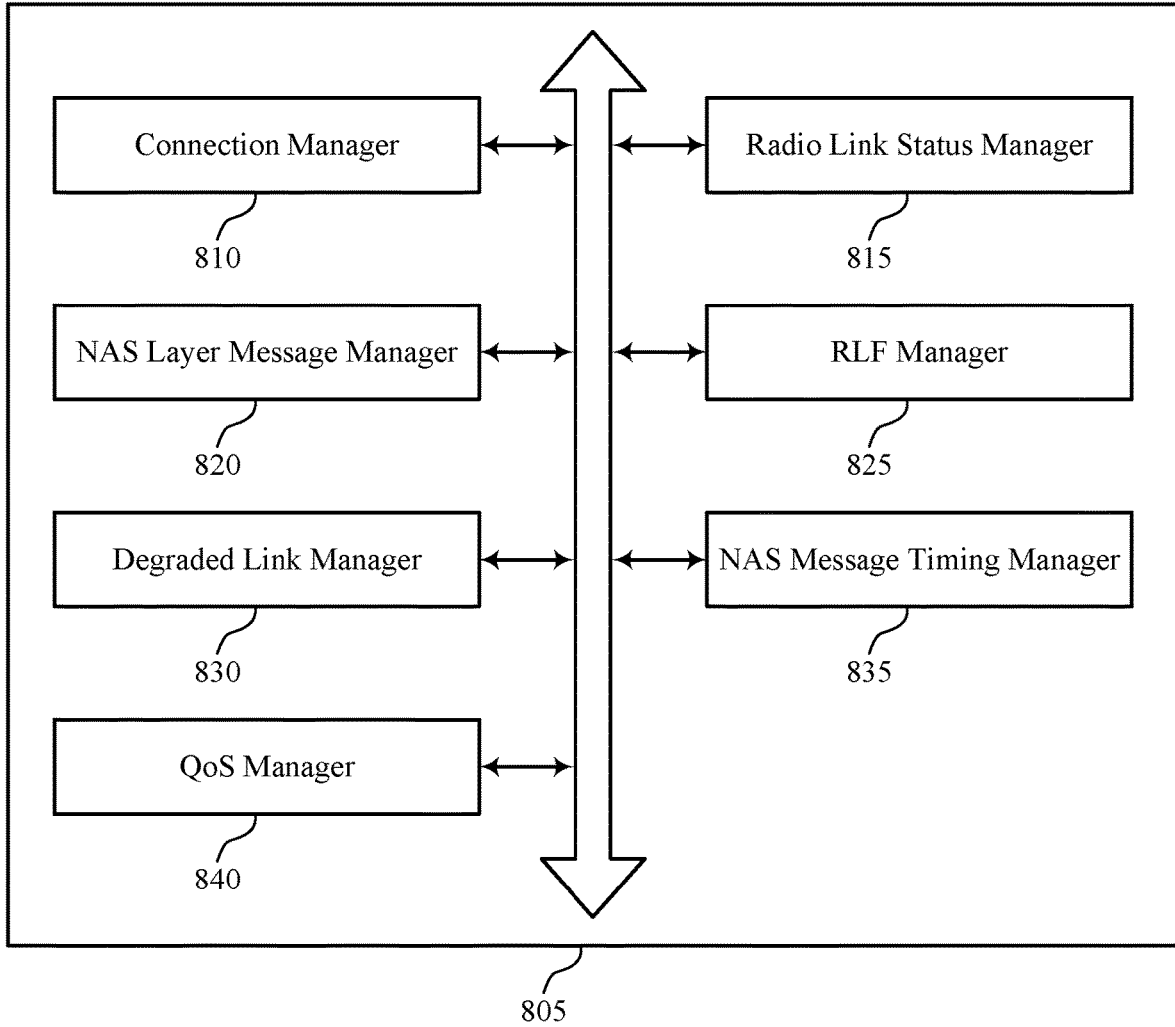 Connection Manager
Radio Link Status Manager
810
815
NAS Layer Message Manager
RLF Manager
820
825
Degraded Link Manager
NAS Message Timing Manager
830
835
QoS Manager
840
805